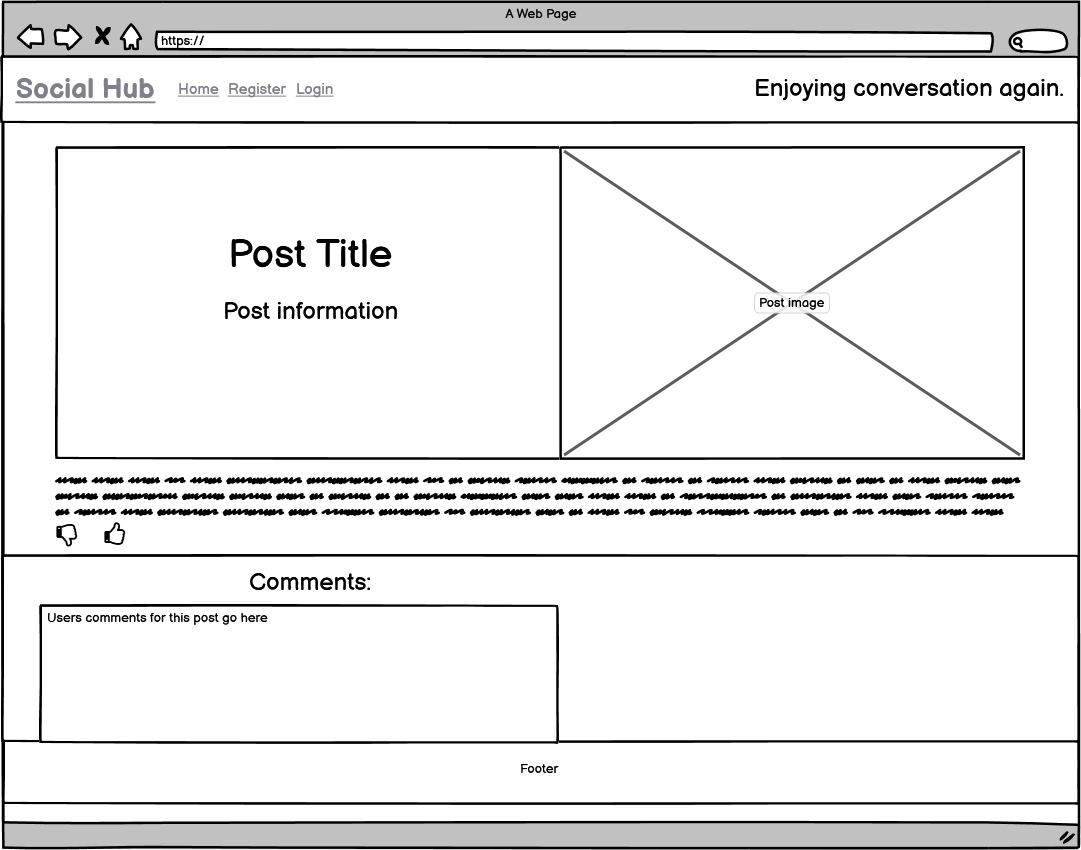 A Web Page
https://
Social Hub Home Register Login Enjoying conversation again.
Post Title
Post information
Post image
Comments:
Users comments for this post go here
Footer